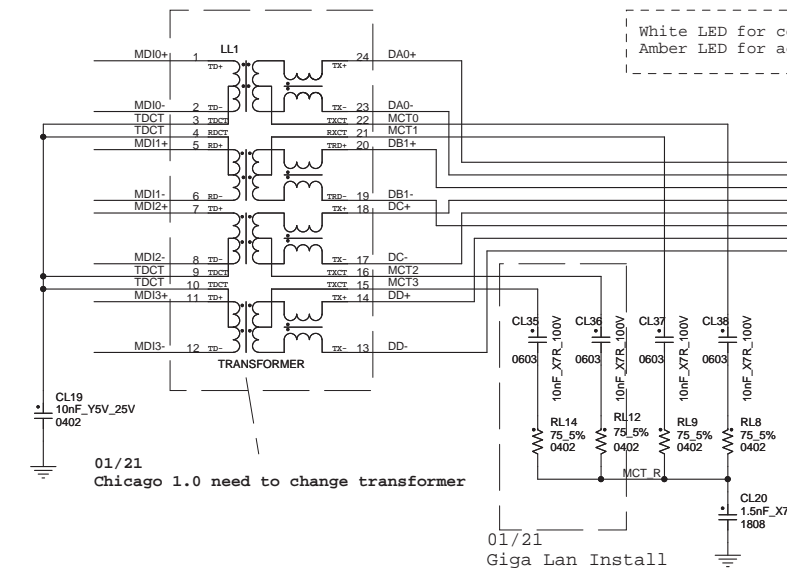 White LED for
Amber LED for
LL1
MDI0+ 1 TD+ TX+ 24 DA0+
MDI0- 2 TD- TX- 23 DA0-
TDCT 3 TDCT TXCT 22 MCT0
TDCT 4 RDCT RXCT 21 MCT1
MDI1+ 5 RD+ TRD+ 20 DB1+
MDI1- 6 RD- TRD- 19 DB1-
MDI2+ 7 TD+ TX+ 18 DC+
MDI2- 8 TD- TX- 17 DC-
TDCT 9 TDCT TXCT 16 MCT2
TDCT 10 TDCT TXCT 15 MCT3
MDI3+ 11 TD+ TX+ 14 DD+
MDI3- 12 TD- TX- 13 DD-
TRANSFORMER
CL19
10nF_Y5V_25V
0402
01/21
Chicago 1.0 need to change transformer
CL35 CL36 CL37 CL38
0603 0603 0603 0603
10nF_X7R_100V 10nF_X7R_100V 10nF_X7R_100V 10nF_X7R_100V
RL14 RL12 RL9 RL8
75_5% 75_5% 75_5% 75_5%
0402 0402 0402 0402
MCT_R
CL20
1.5nF_X7
1808
01/21
Giga Lan Install